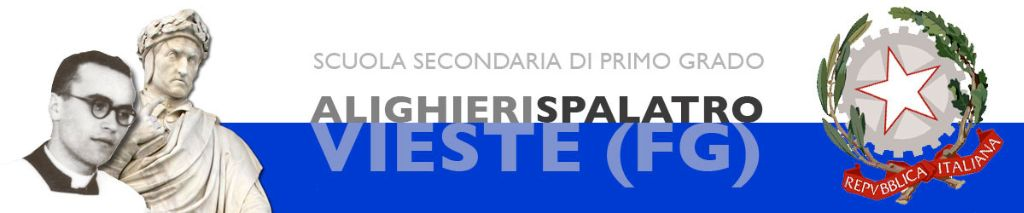 SCUOLA SECONDARIA DI PRIMO GRADO
ALIGHIERISPALATRO
VIESTE (FG)
REPVBBLICA ITALIANA